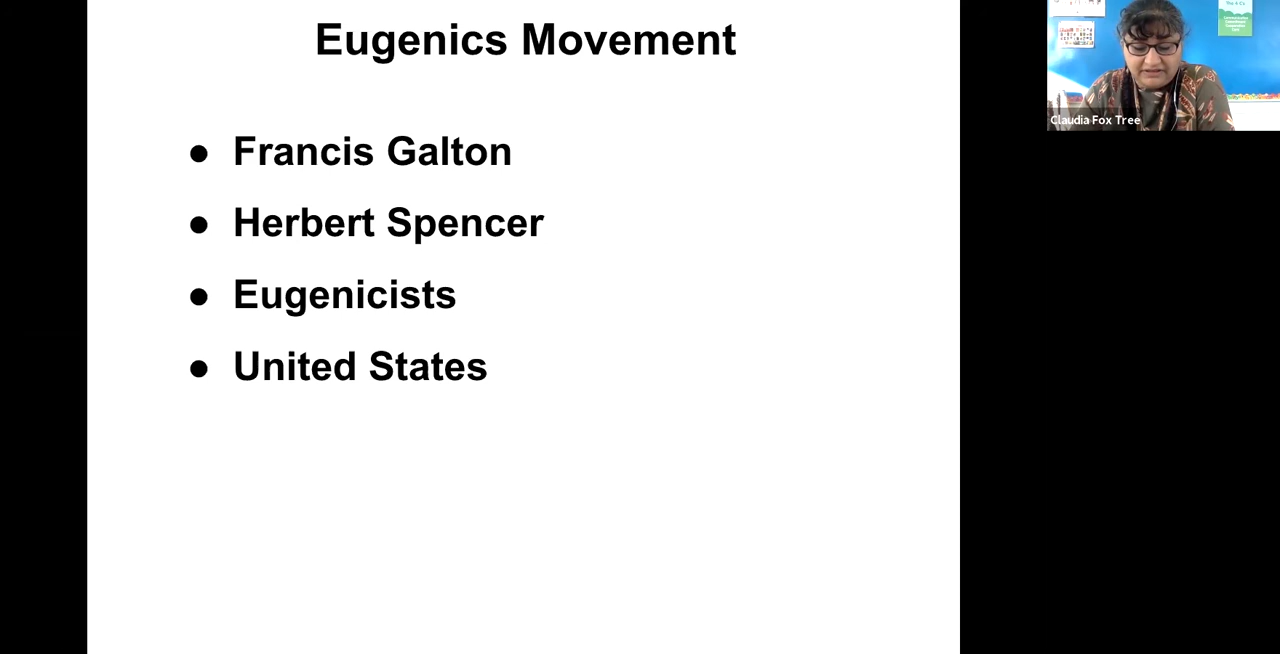 Eugenics Movement
● Francis Galton
● Herbert Spencer
● Eugenicists
● United States
Claudia Fox Tree